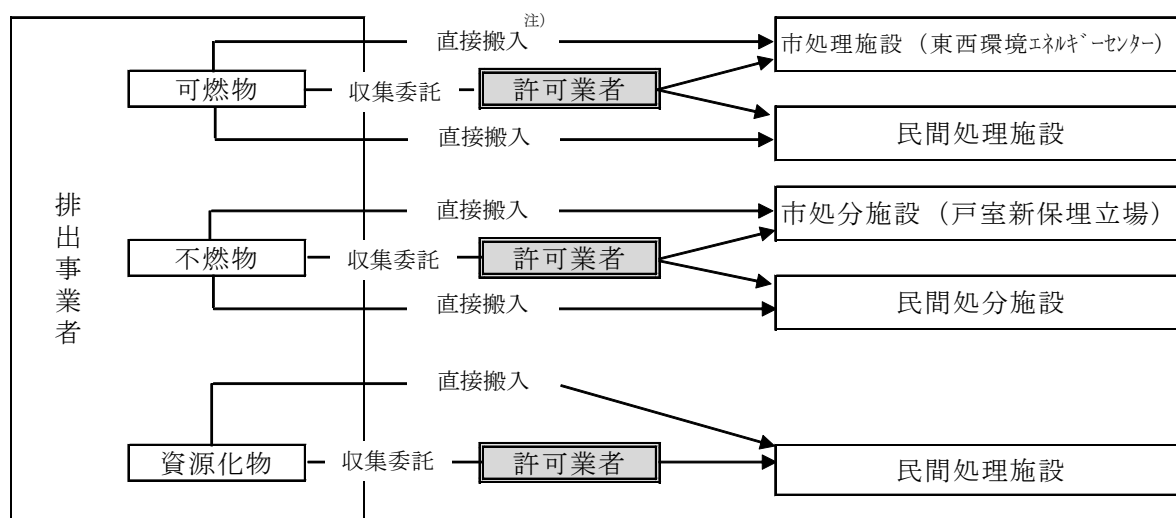 排出事業者
直接搬入注)
市処理施設（東西環境ｴﾈﾙｷﾞｰｾﾝﾀｰ）
可燃物
収集委託
許可業者
直接搬入
民間処理施設
直接搬入
市処分施設（戸室新保埋立場）
不燃物
収集委託
許可業者
直接搬入
民間処分施設
直接搬入
資源化物
収集委託
許可業者
民間処理施設